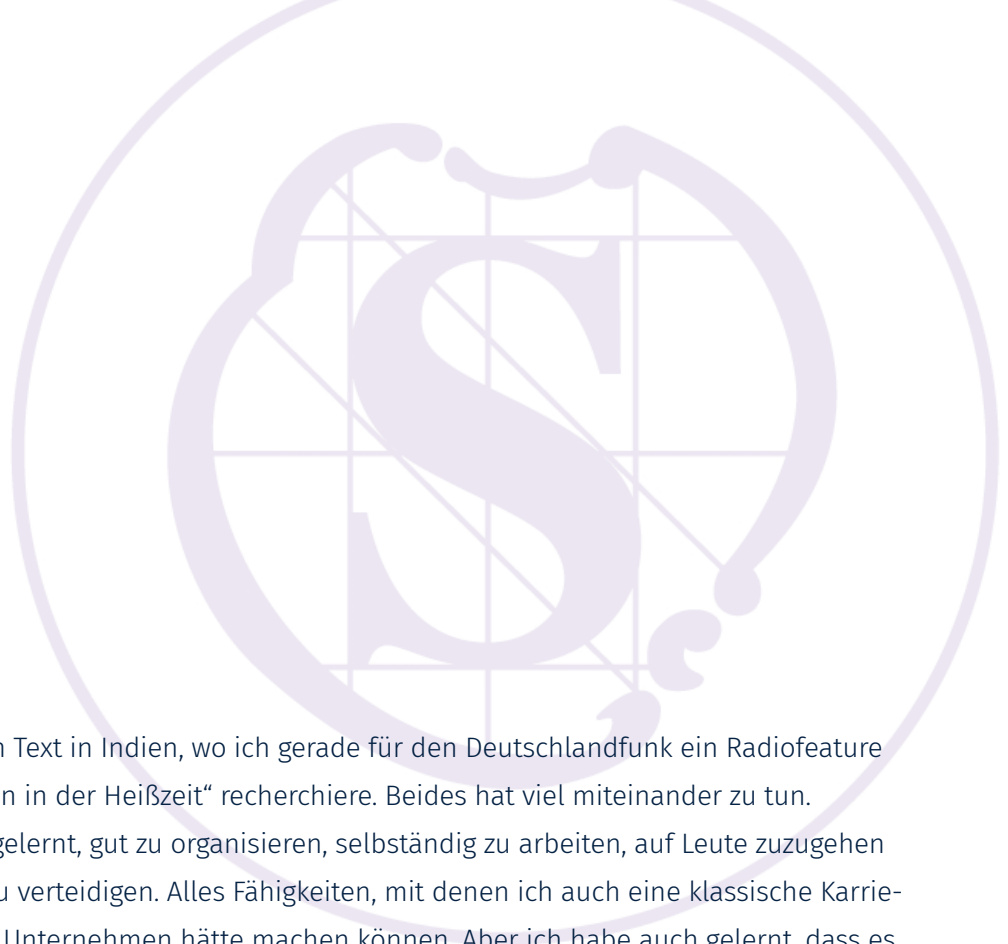 S
Text in Indien, wo ich gerade für den Deutschlandfunk ein Radiofeature
in der Heißzeit“ recherchiere. Beides hat viel miteinander zu tun.
gelernt, gut zu organisieren, selbständig zu arbeiten, auf Leute zuzugehen
verteidigen. Alles Fähigkeiten, mit denen ich auch eine klassische Karrie-
Unternehmen hätte machen können. Aber ich habe auch gelernt, dass es